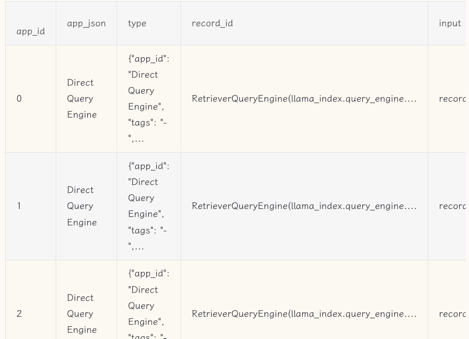 app_id app_json type record_id input
{"app_id":
"Direct
Query
Engine",
"tags": "-
",...
0
Direct
Query
Engine
RetrieverQueryEngine(llama_index.query_engine....
record
{"app_id":
"Direct
Query
Engine",
"tags": "-
",...
1
Direct
Query
Engine
RetrieverQueryEngine(llama_index.query_engine....
record
{"app_id":
"Direct
Query
Engine",
"tags": "-
2
Direct
Query
Engine
RetrieverQueryEngine(llama_index.query_engine....
record